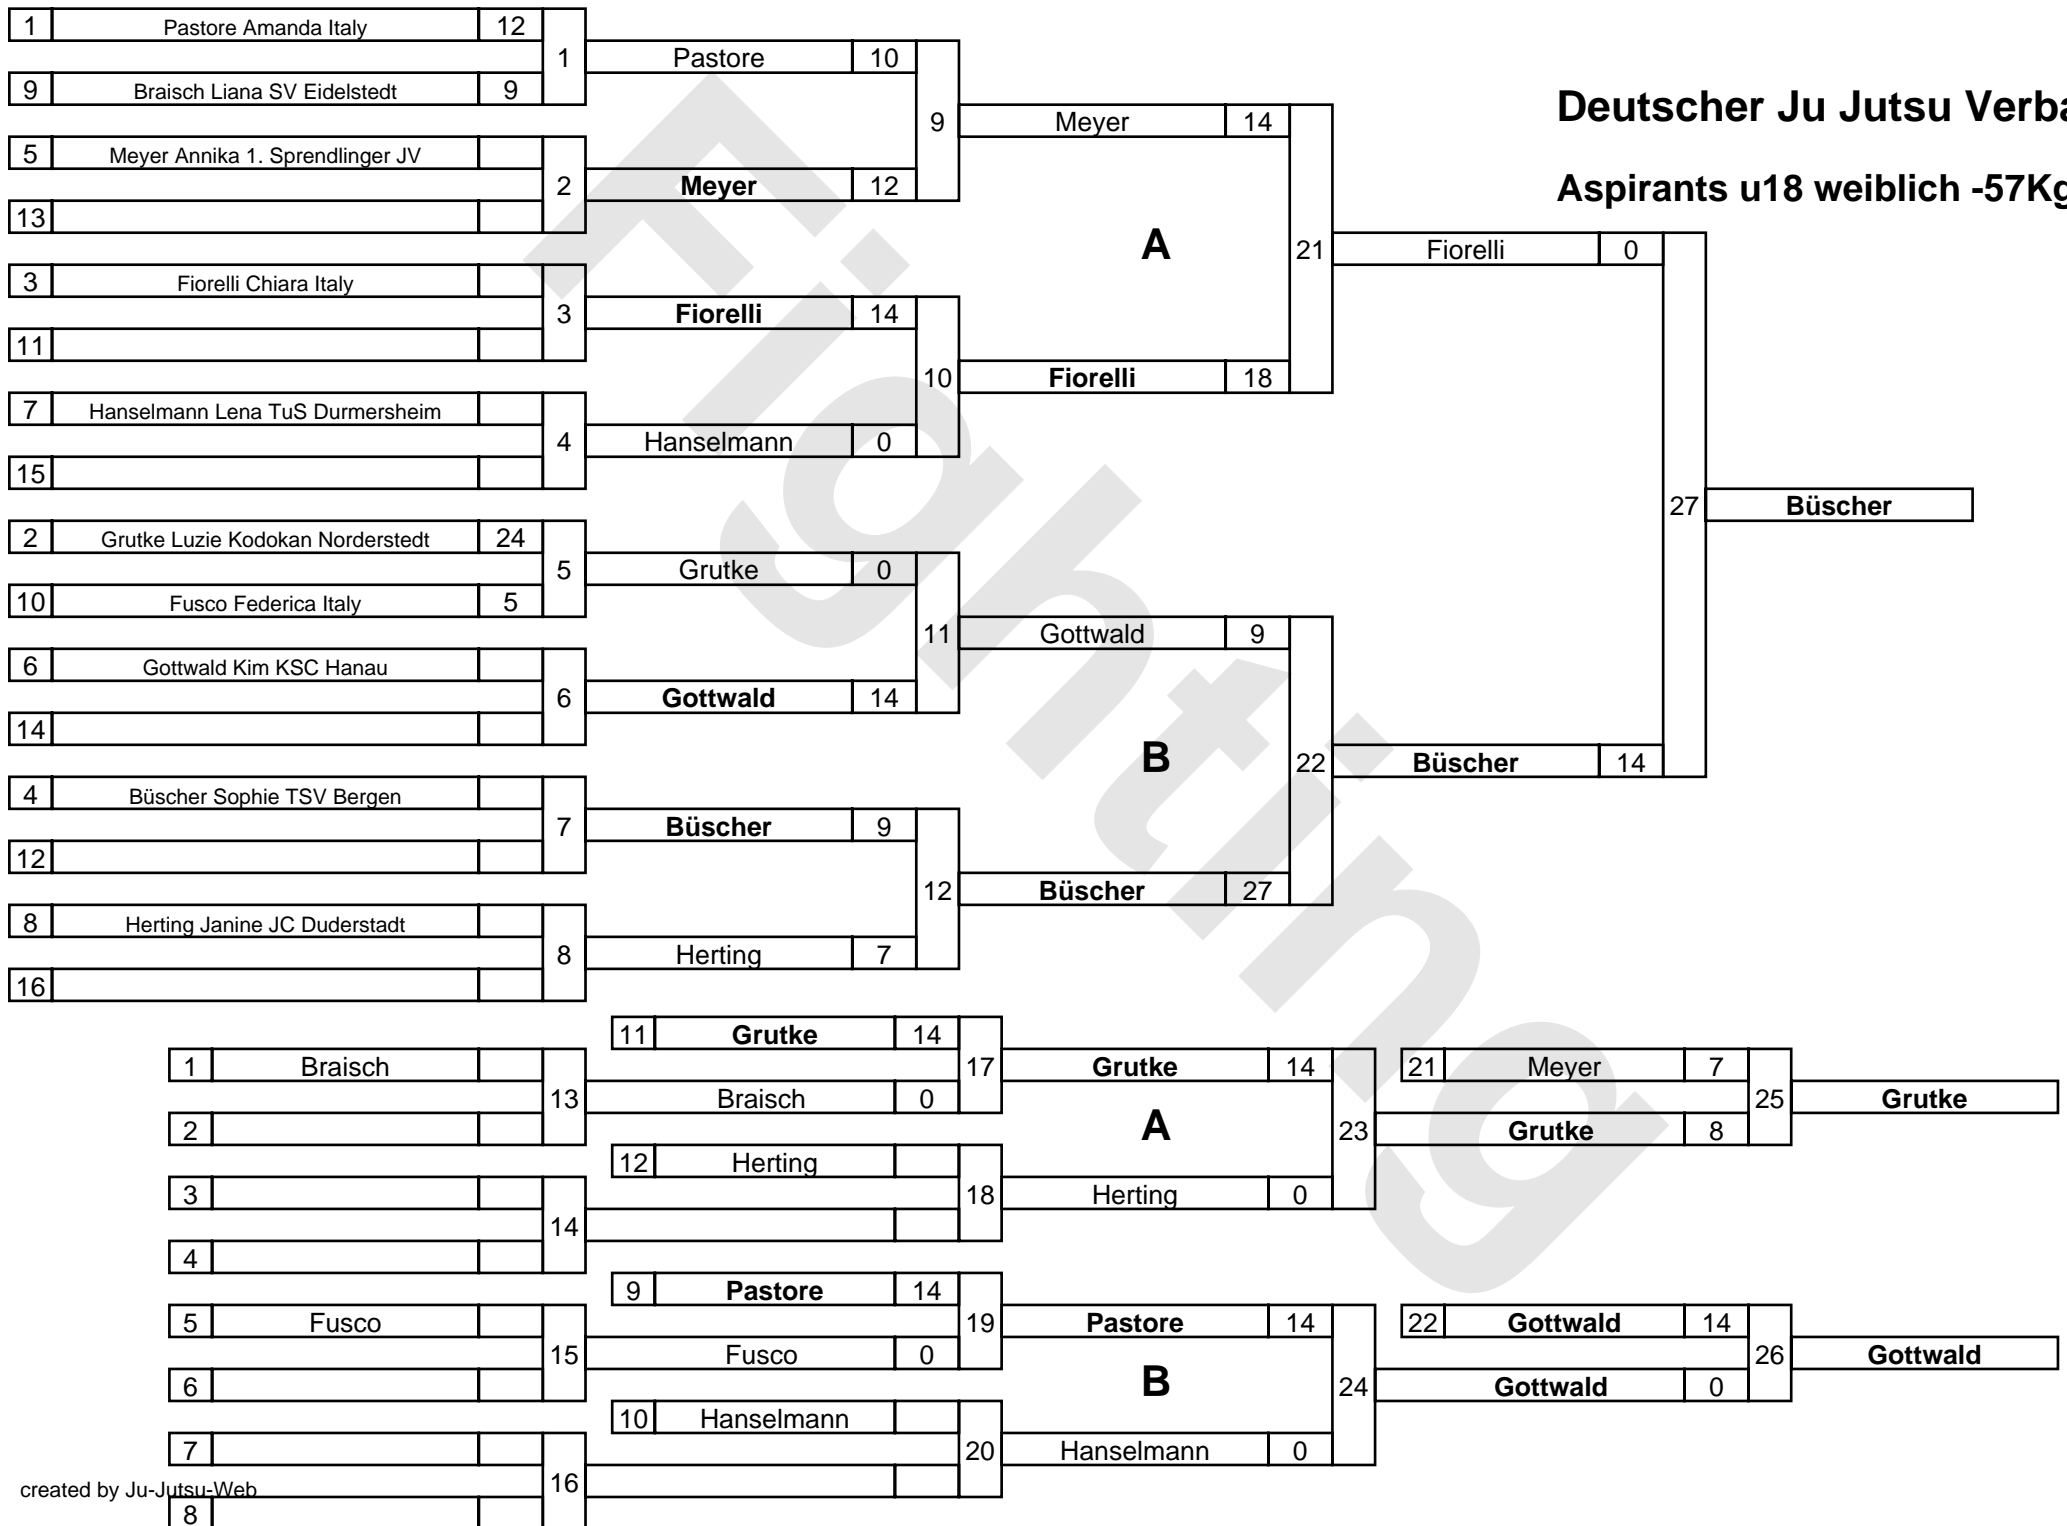 1 Pastore Amanda Italy 12
1 Pastore 10
9 Braisch Liana SV Eidelstedt 9
Deutscher Ju Jutsu Verba
9 Meyer 14
5 Meyer Annika 1. Sprendlinger JV
2 Meyer 12
Aspirants u18 weiblich -57Kg
13
A
21 Fiorelli 0
3 Fiorelli Chiara Italy
3 Fiorelli 14
11
10 Fiorelli 18
7 Hanselmann Lena TuS Durmersheim
4 Hanselmann 0
15
27 Büscher
2 Grutke Luzie Kodokan Norderstedt 24
5 Grutke 0
10 Fusco Federica Italy 5
11 Gottwald 9
6 Gottwald Kim KSC Hanau
6 Gottwald 14
14
B
22 Büscher 14
4 Büscher Sophie TSV Bergen
7 Büscher 9
12
12 Büscher 27
8 Herting Janine JC Duderstadt
8 Herting 7
16
11 Grutke 14
1 Braisch
17 Grutke 14
21 Meyer 7
13 Braisch 0
25 Grutke
2
A
23 Grutke 8
12 Herting
3
18 Herting 0
14
4
9 Pastore 14
5 Fusco
19 Pastore 14
22 Gottwald 14
15 Fusco 0
26 Gottwald
6
B
24 Gottwald 0
10 Hanselmann
7
20 Hanselmann 0
16
created by Ju-Jutsu-Web
8
Fighting